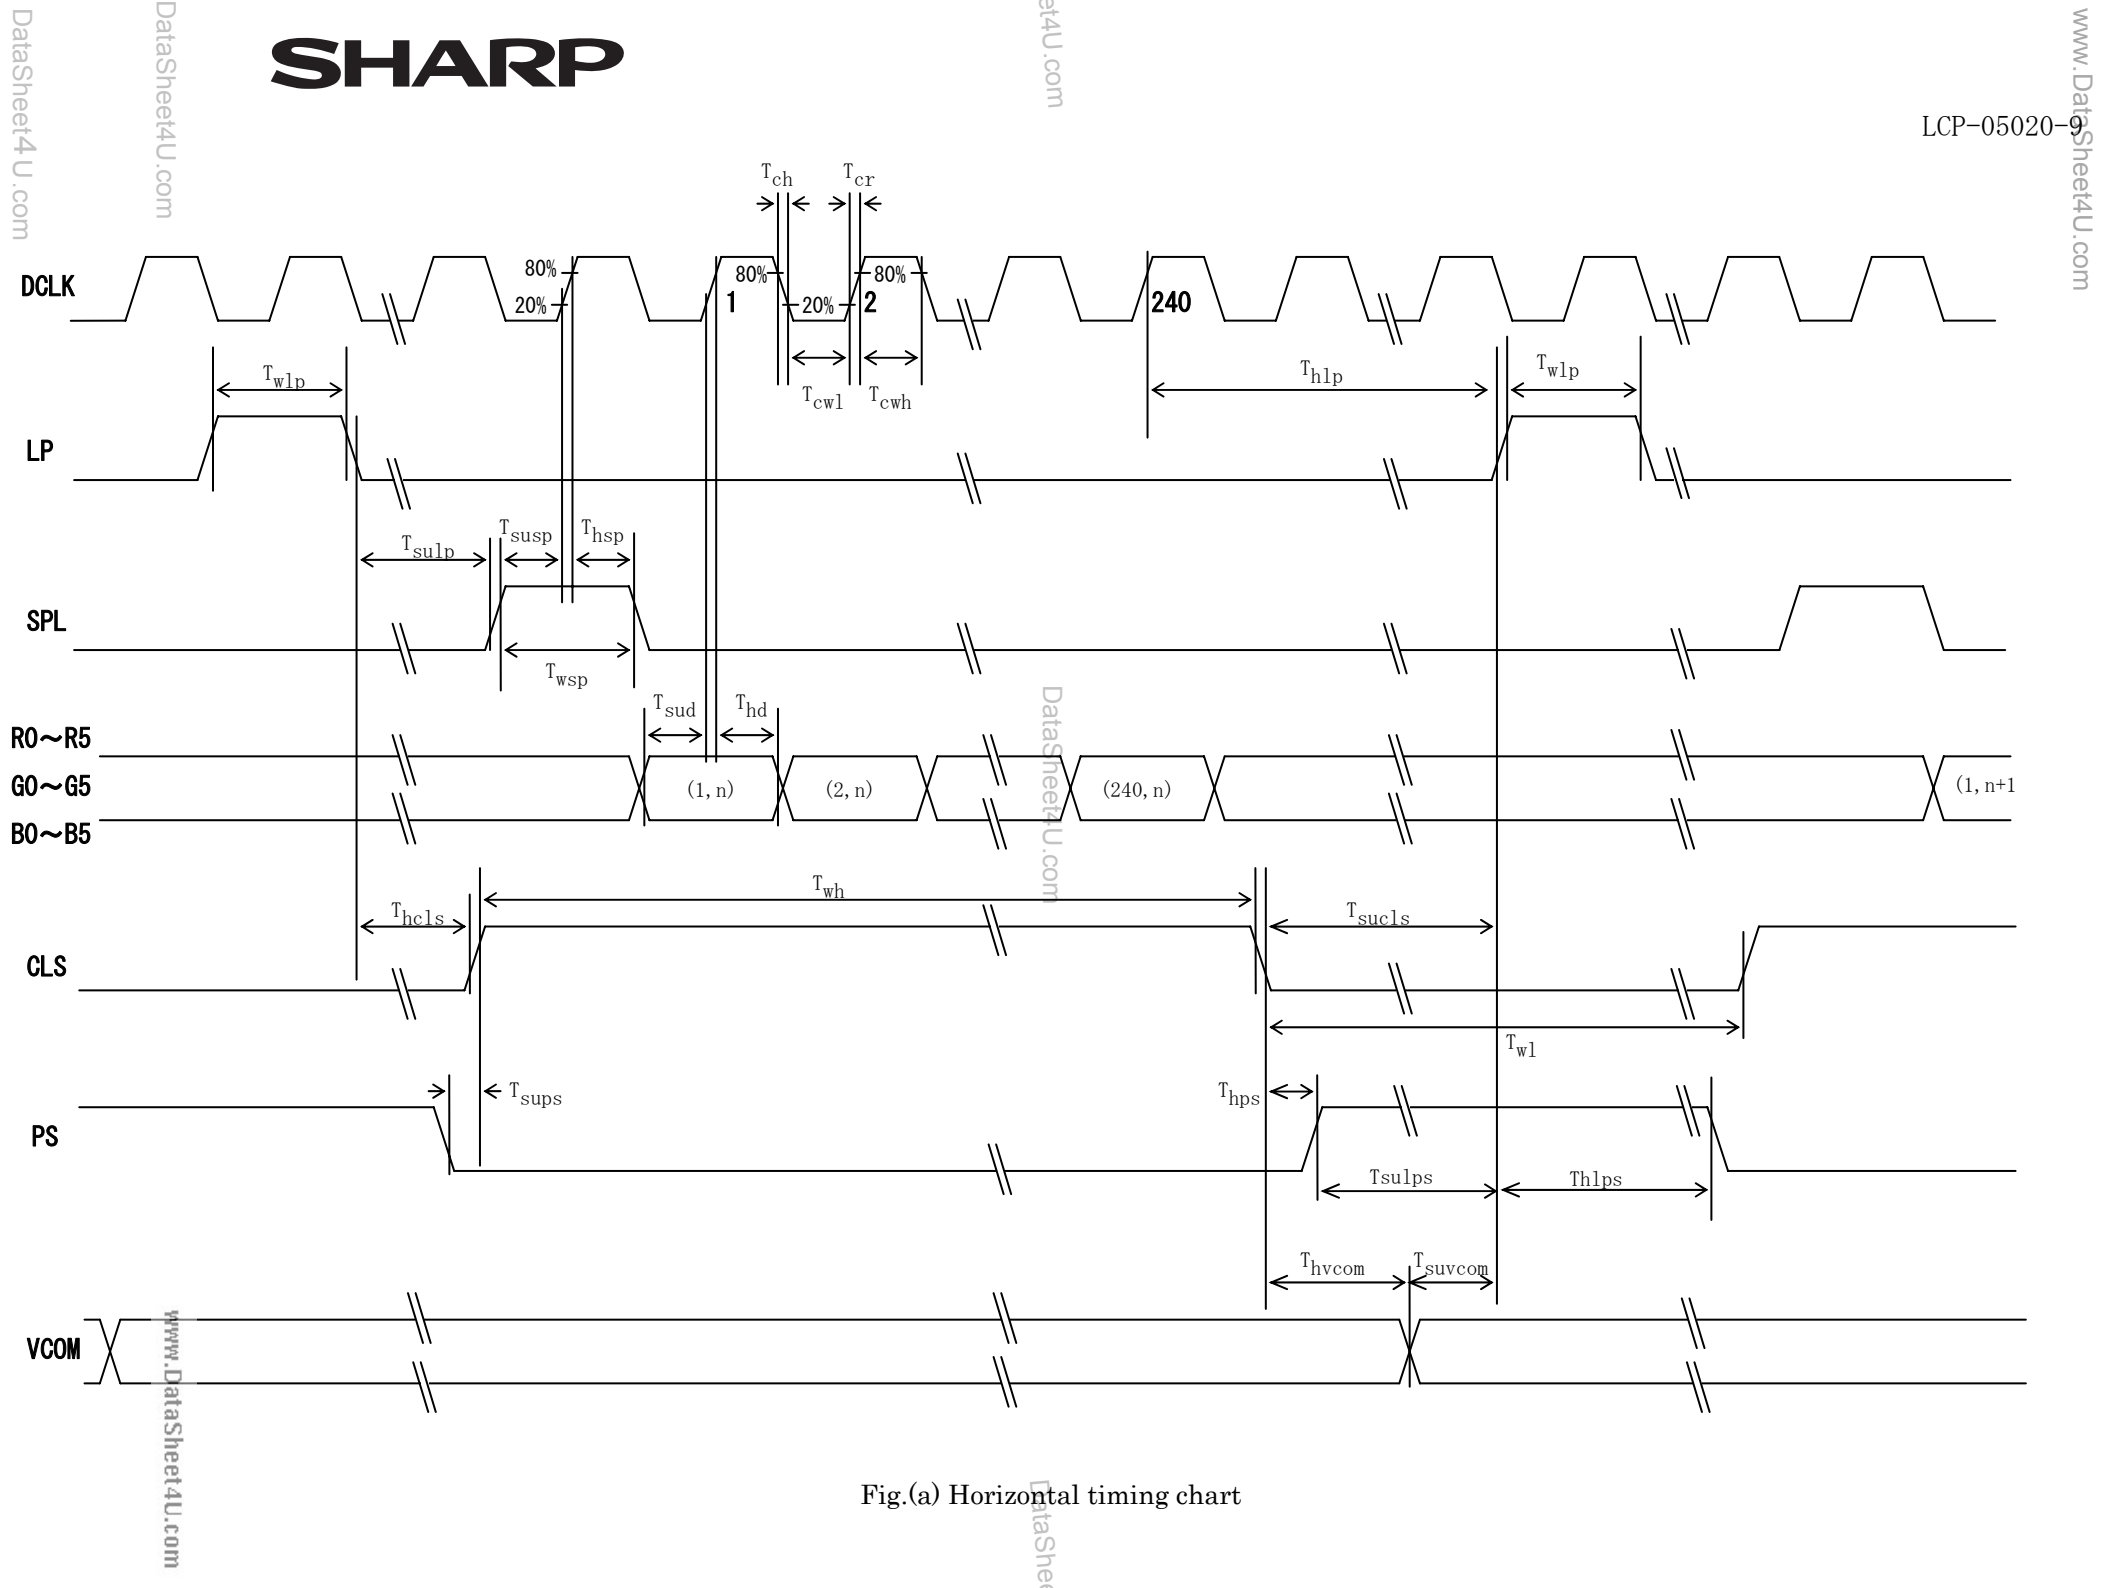 DataSheet4U.com
DataSheet4U.com
et4U.com
www.DataSheet4U.com
SHARP
LCP-05020-9
Tch
Tcr
DCLK
80%
20%
80%
1
20%
80%
2
240
Twlp
Tcwl
Tcwh
Thlp
Twlp
LP
Tsulp
Tsusp
Thsp
SPL
Twsp
Tsud
Thd
DataSheet4U.com
R0～R5
G0～G5
B0～B5
(1,n)
(2,n)
(240,n)
(1,n+1
Twh
Thcls
Tsucls
CLS
Twl
Tsups
Thps
PS
Tsulps
Thlps
Thvcom
Tsuvcom
VCOM
www.DataSheet4U.com
Fig.(a) Horizontal timing chart
DataShe